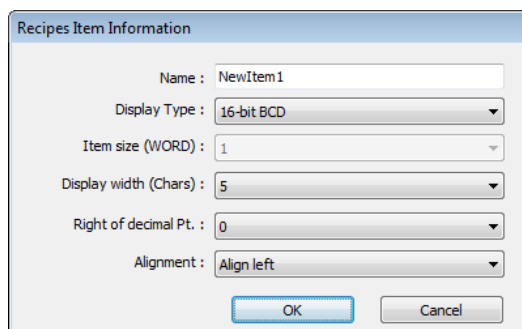 Recipes Item Information
Name : NewItem1
Display Type : 16-bit BCD
Item size (WORD) : 1
Display width (Chars) : 5
Right of decimal Pt. : 0
Alignment : Align left
OK Cancel